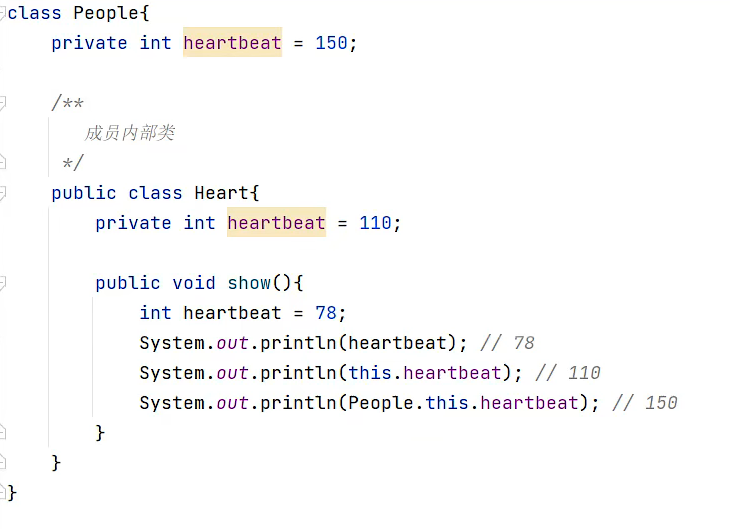 class People{
    private int heartbeat = 150;
    /**
       成员内部类
     */
    public class Heart{
        private int heartbeat = 110;
        public void show(){
            int heartbeat = 78;
            System.out.println(heartbeat); // 78
            System.out.println(this.heartbeat); // 110
            System.out.println(People.this.heartbeat); // 150
        }
    }
}